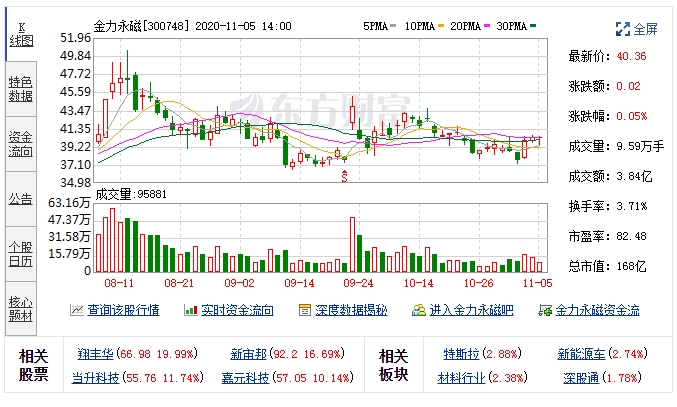 K
线图
特色
数据
资金
流向
公告
个股
日历
核心
题材
金力永磁[300748] 2020-11-05 14:00
5PMA 10PMA 20PMA 30PMA
51.96
49.84
47.72
45.59
43.47
41.35
39.22
37.10
34.98
东方财富
S
成交量:95881
63.16万
47.37万
31.58万
15.79万
0
08-11 08-21 09-02 09-14 09-24 10-14 10-26 11-05
全屏
最新价: 40.36
涨跌额: 0.02
涨跌幅: 0.05%
成交量: 9.59万手
成交额: 3.84亿
换手率: 3.71%
市盈率: 82.48
总市值: 168亿
查询该股行情 实时资金流向 深度数据揭秘 进入金力永磁吧 金力永磁资金流
相关
股票
翔丰华(66.98 19.99%) 新宙邦(92.2 16.69%)
当升科技(55.76 11.74%) 嘉元科技(57.05 10.14%)
相关
板块
特斯拉(2.88%) 新能源车(2.74%)
材料行业(2.38%) 深股通(1.78%)